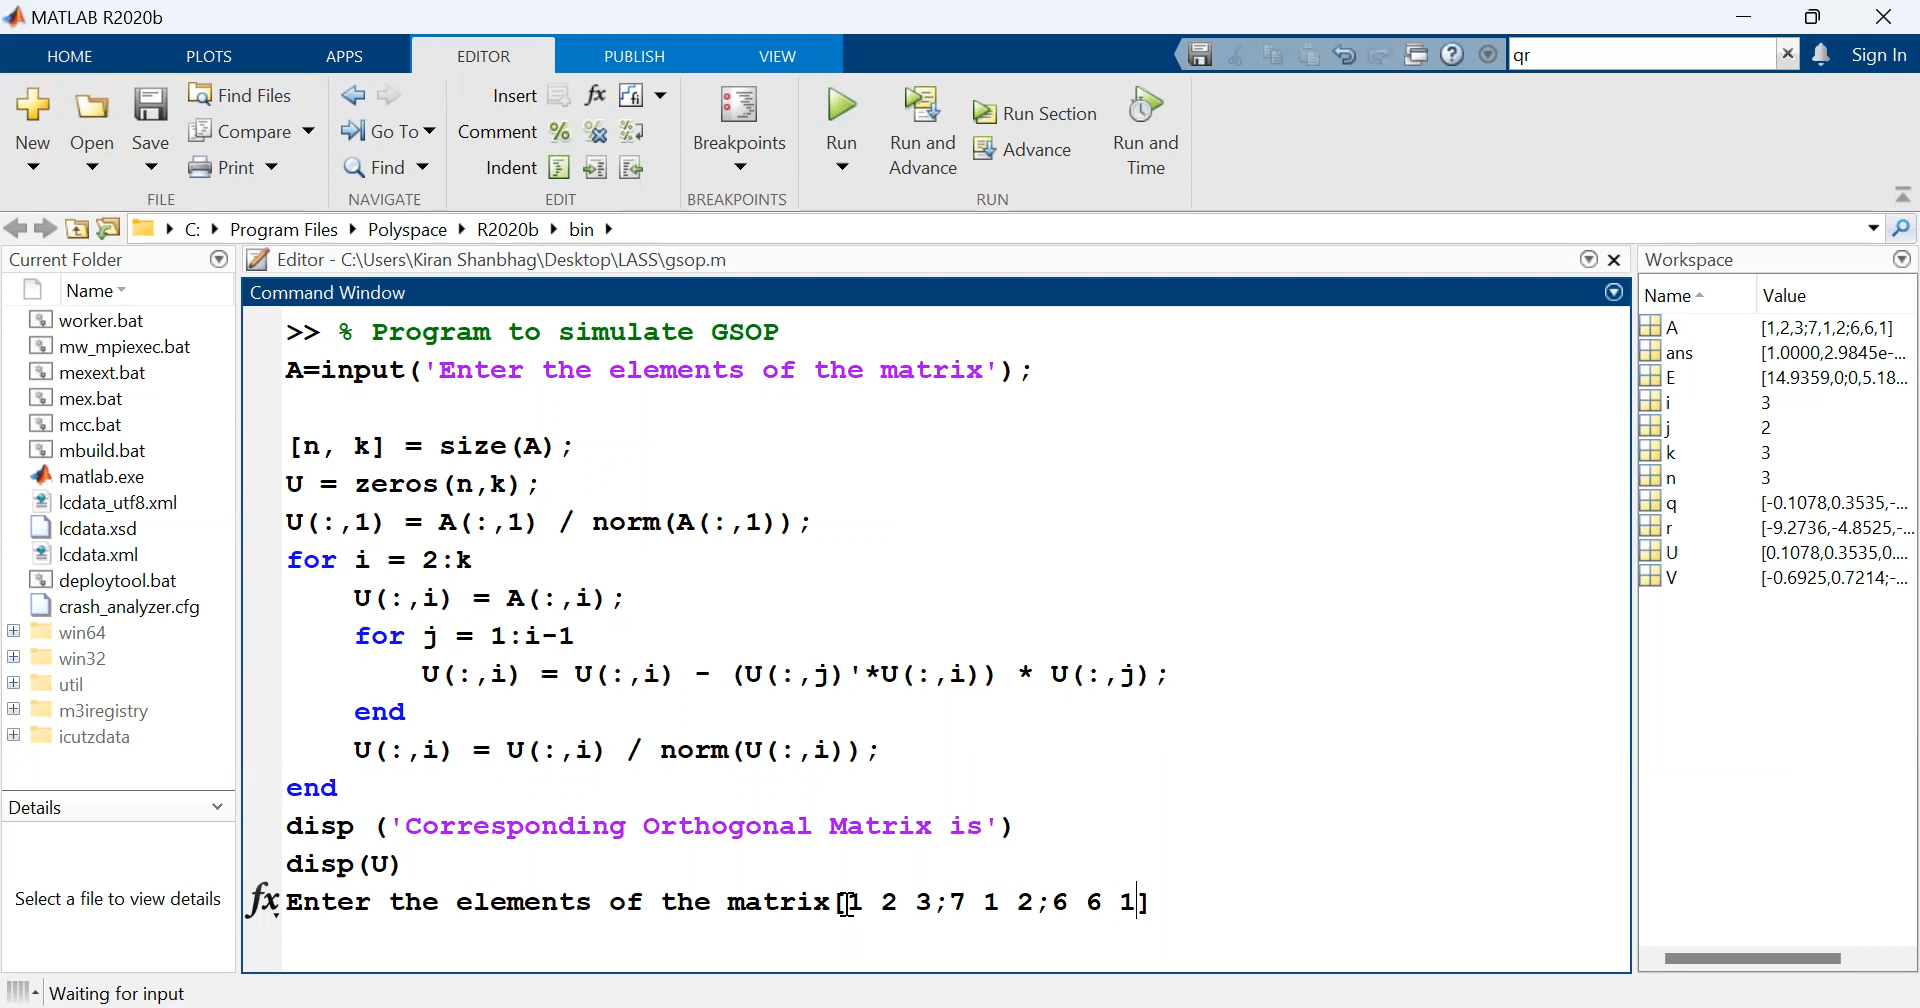 MATLAB R2020b
HOME PLOTS APPS EDITOR PUBLISH VIEW qr Sign In
New Open Save Find Files Compare Print
FILE
Go To Find
NAVIGATE
Insert fx
Comment
Indent
EDIT
Breakpoints
BREAKPOINTS
Run Run and Advance Run Section Advance Run and Time
RUN
C: Program Files Polyspace R2020b bin
Current Folder
Name
worker.bat
mw_mpiexec.bat
mexext.bat
mex.bat
mcc.bat
mbuild.bat
matlab.exe
lcdata_utf8.xml
lcdata.xsd
lcdata.xml
deploytool.bat
crash_analyzer.cfg
win64
win32
util
m3iregistry
icutzdata
Details
Select a file to view details
Editor - C:\Users\Kiran Shanbhag\Desktop\LASS\gsop.m
Command Window
>> % Program to simulate GSOP
A=input('Enter the elements of the matrix');
[n, k] = size(A);
U = zeros(n,k);
U(:,1) = A(:,1) / norm(A(:,1));
for i = 2:k
U(:,i) = A(:,i);
for j = 1:i-1
U(:,i) = U(:,i) - (U(:,j)'*U(:,i)) * U(:,j);
end
U(:,i) = U(:,i) / norm(U(:,i));
end
disp ('Corresponding Orthogonal Matrix is')
disp(U)
fx Enter the elements of the matrix[1 2 3;7 1 2;6 6 1]
Workspace
Name Value
A [1,2,3;7,1,2;6,6,1]
ans [1.0000,2.9845e-...
E [14.9359,0;0,5.18...
i 3
j 2
k 3
n 3
q [-0.1078,0.3535,-...
r [-9.2736,-4.8525,-...
U [0.1078,0.3535,0....
V [-0.6925,0.7214;-...
Waiting for input